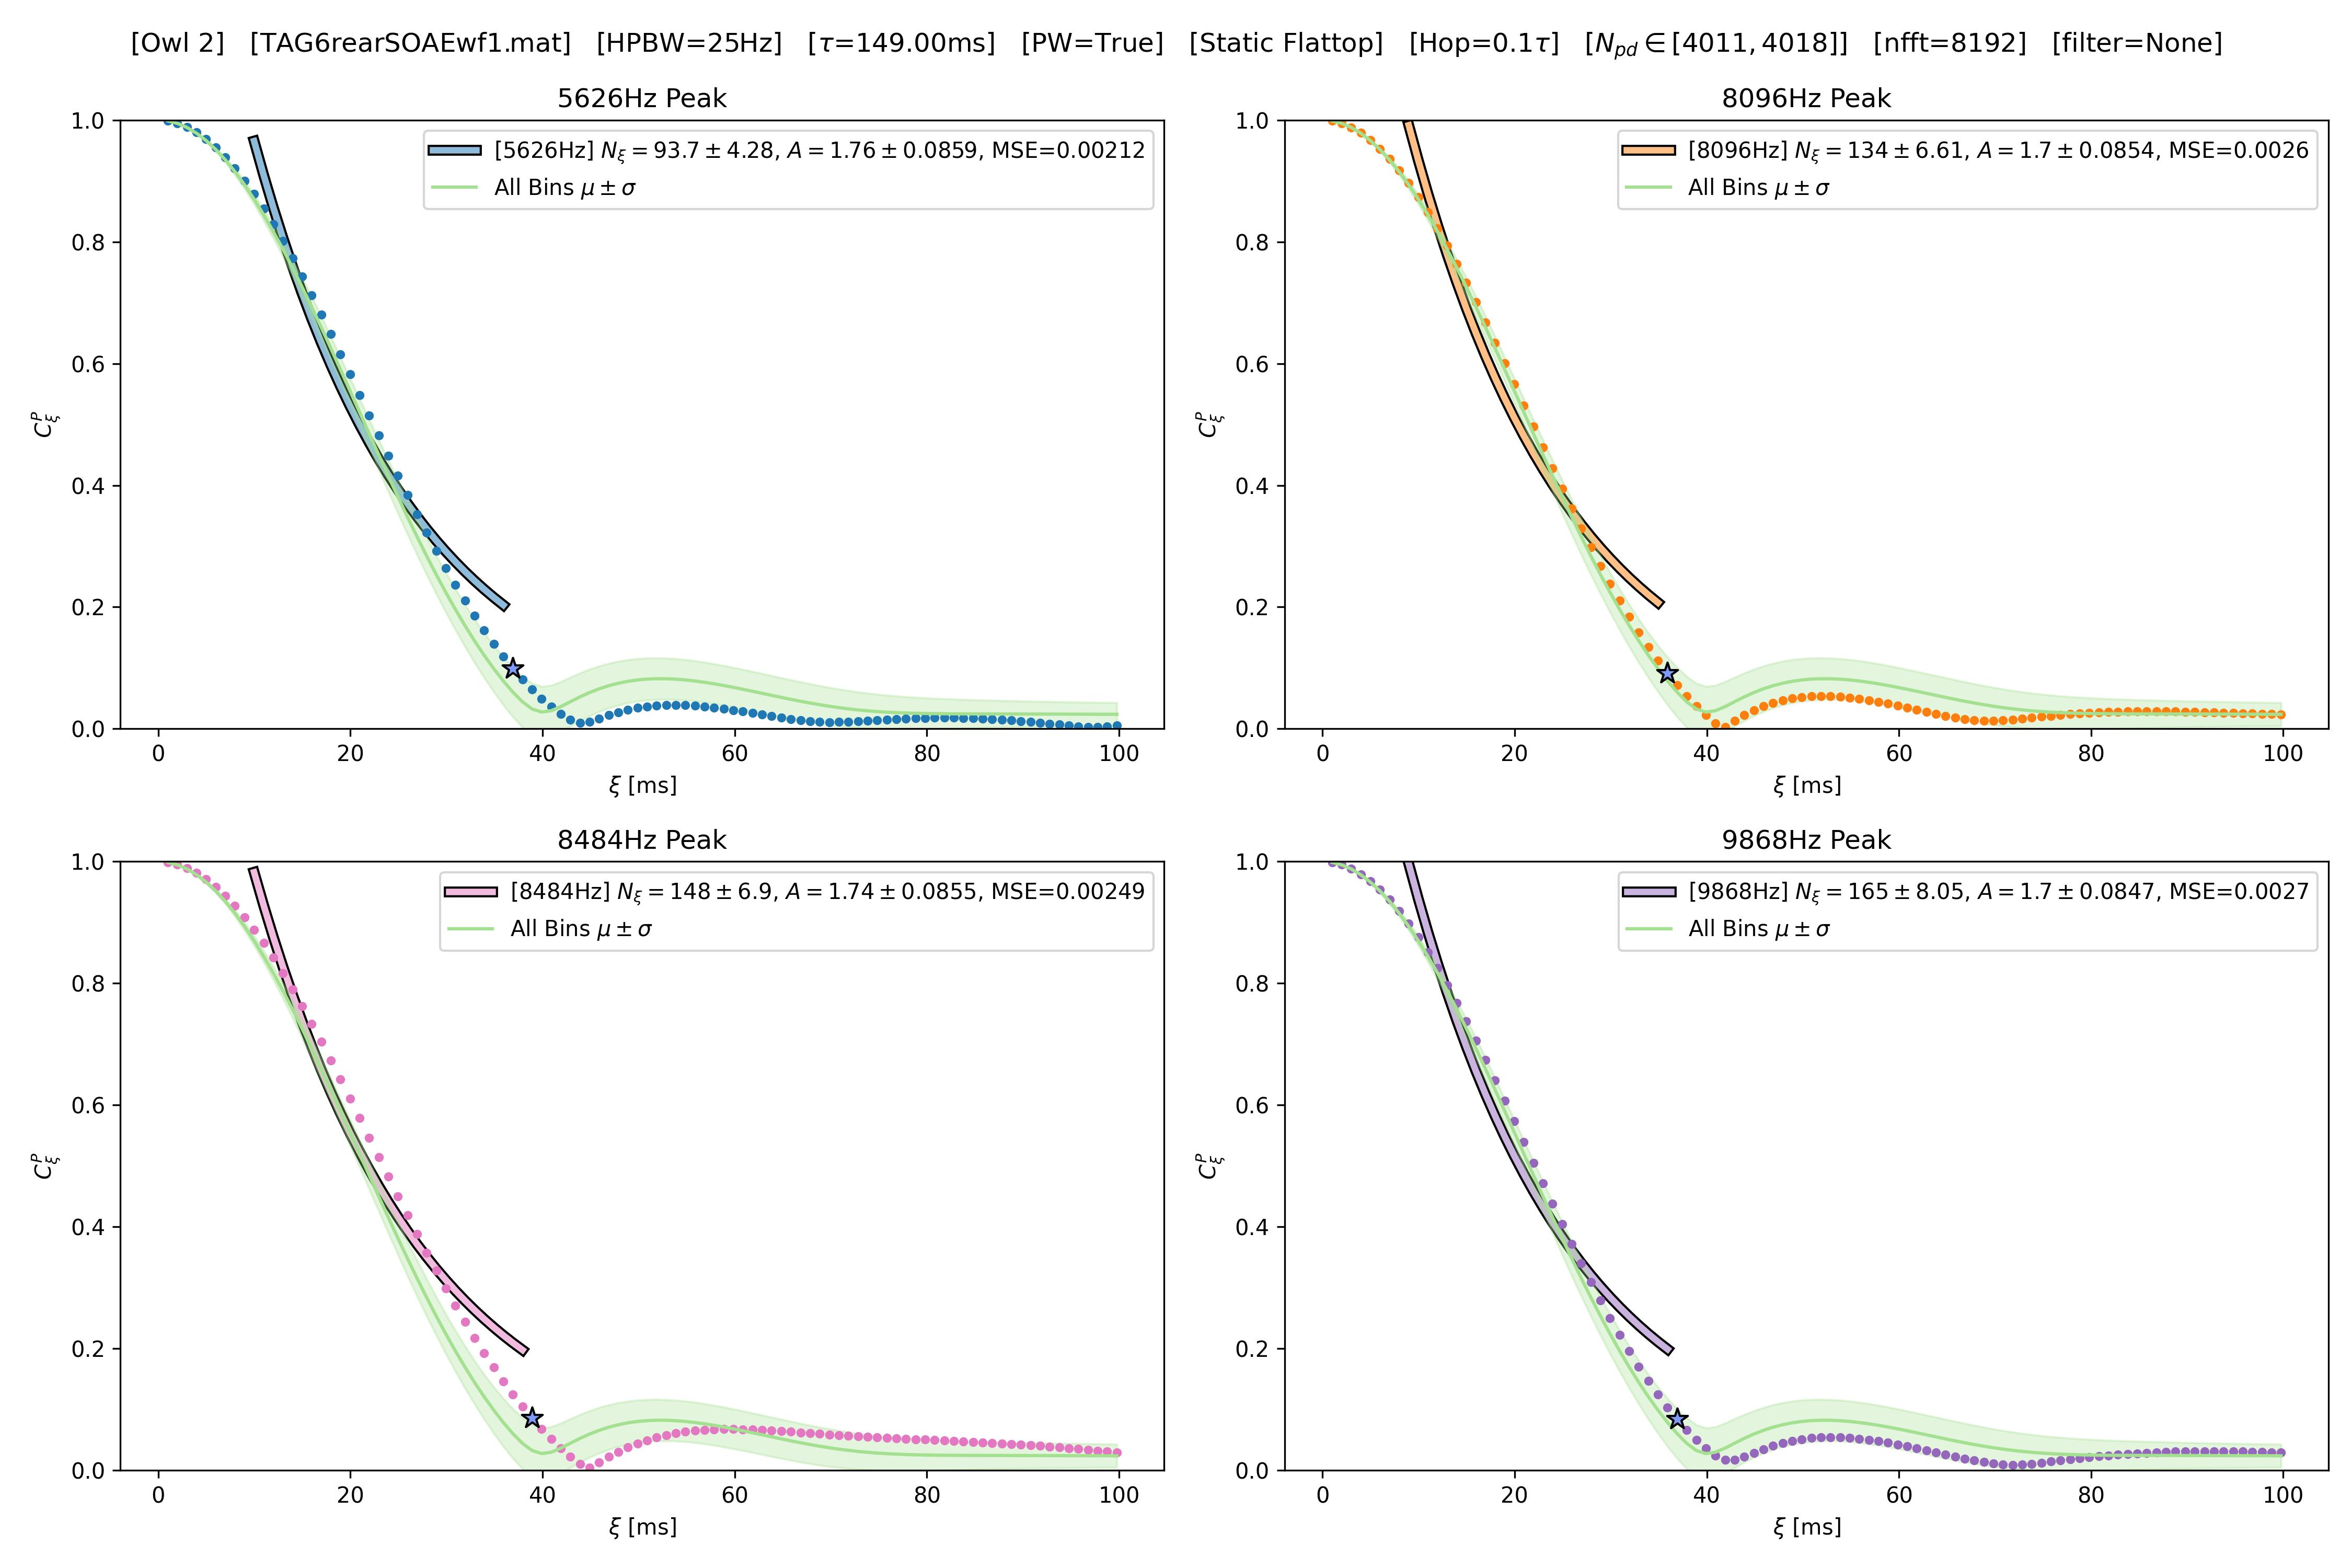 [Owl 2] [TAG6rearSOAEwf1.mat] [HPBW=25Hz] [τ=149.00ms] [PW=True] [Static Flattop] [Hop=0.1τ] [N_pd ∈ [4011, 4018]] [nfft=8192] [filter=None]
5626Hz Peak
[5626Hz] N_ξ = 93.7 ± 4.28, A = 1.76 ± 0.0859, MSE=0.00212
All Bins μ ± σ
1.0
0.8
0.6
0.4
0.2
0.0
C_ξ^P
0 20 40 60 80 100
ξ [ms]
8096Hz Peak
[8096Hz] N_ξ = 134 ± 6.61, A = 1.7 ± 0.0854, MSE=0.0026
All Bins μ ± σ
1.0
0.8
0.6
0.4
0.2
0.0
C_ξ^P
0 20 40 60 80 100
ξ [ms]
8484Hz Peak
[8484Hz] N_ξ = 148 ± 6.9, A = 1.74 ± 0.0855, MSE=0.00249
All Bins μ ± σ
1.0
0.8
0.6
0.4
0.2
0.0
C_ξ^P
0 20 40 60 80 100
ξ [ms]
9868Hz Peak
[9868Hz] N_ξ = 165 ± 8.05, A = 1.7 ± 0.0847, MSE=0.0027
All Bins μ ± σ
1.0
0.8
0.6
0.4
0.2
0.0
C_ξ^P
0 20 40 60 80 100
ξ [ms]